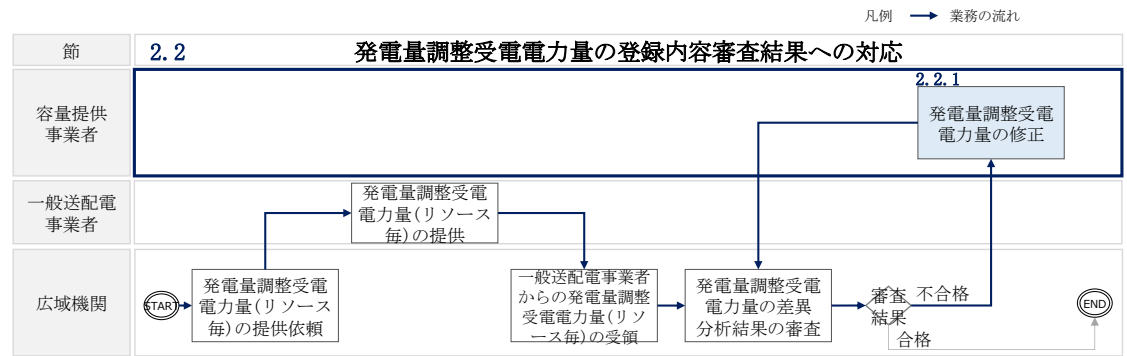 凡例 業務の流れ
節 2.2 発電量調整受電電力量の登録内容審査結果への対応
容量提供
事業者
2.2.1
発電量調整受電
電力量の修正
一般送配電
事業者
発電量調整受電
電力量(リソース
毎)の提供
広域機関
START
発電量調整受電
電力量(リソース
毎)の提供依頼
一般送配電事業者
からの発電量調整
受電電力量(リソ
ース毎)の受領
発電量調整受電
電力量の差異
分析結果の審査
審査
結果
不合格
合格
END